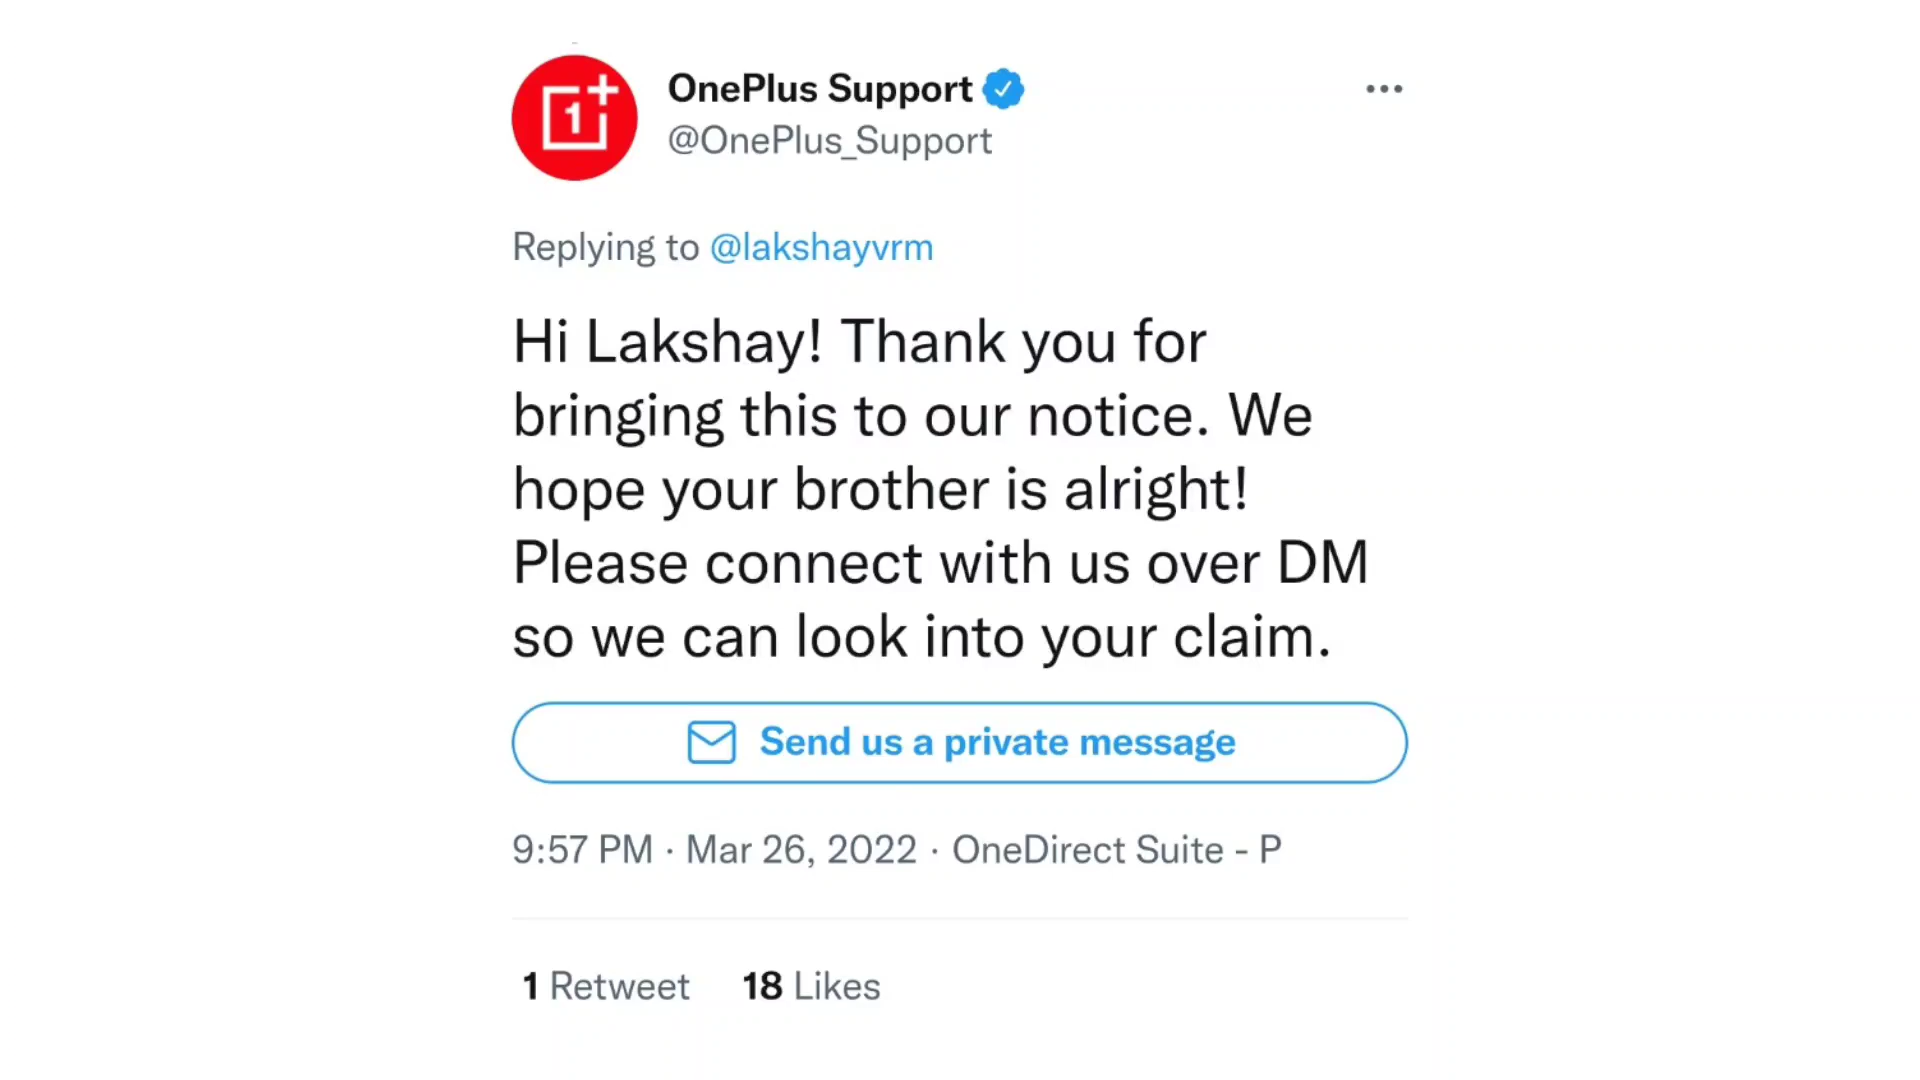 OnePlus Support
@OnePlus_Support
Replying to @lakshayvrm
Hi Lakshay! Thank you for
bringing this to our notice. We
hope your brother is alright!
Please connect with us over DM
so we can look into your claim.
Send us a private message
9:57 PM · Mar 26, 2022 · OneDirect Suite - P
1 Retweet 18 Likes